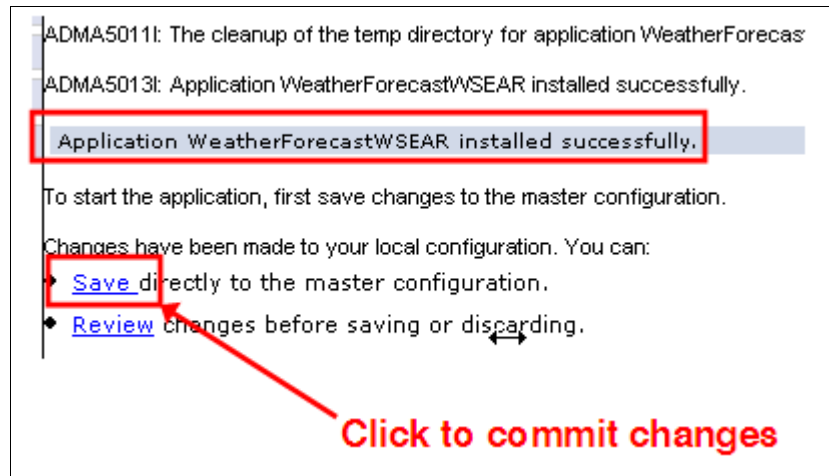 ADMA5011I: The cleanup of the temp directory for application WeatherForecas
ADMA5013I: Application WeatherForecastWSEAR installed successfully.
Application WeatherForecastWSEAR installed successfully.
To start the application, first save changes to the master configuration.
Changes have been made to your local configuration. You can:
Save directly to the master configuration.
Review changes before saving or discarding.
Click to commit changes